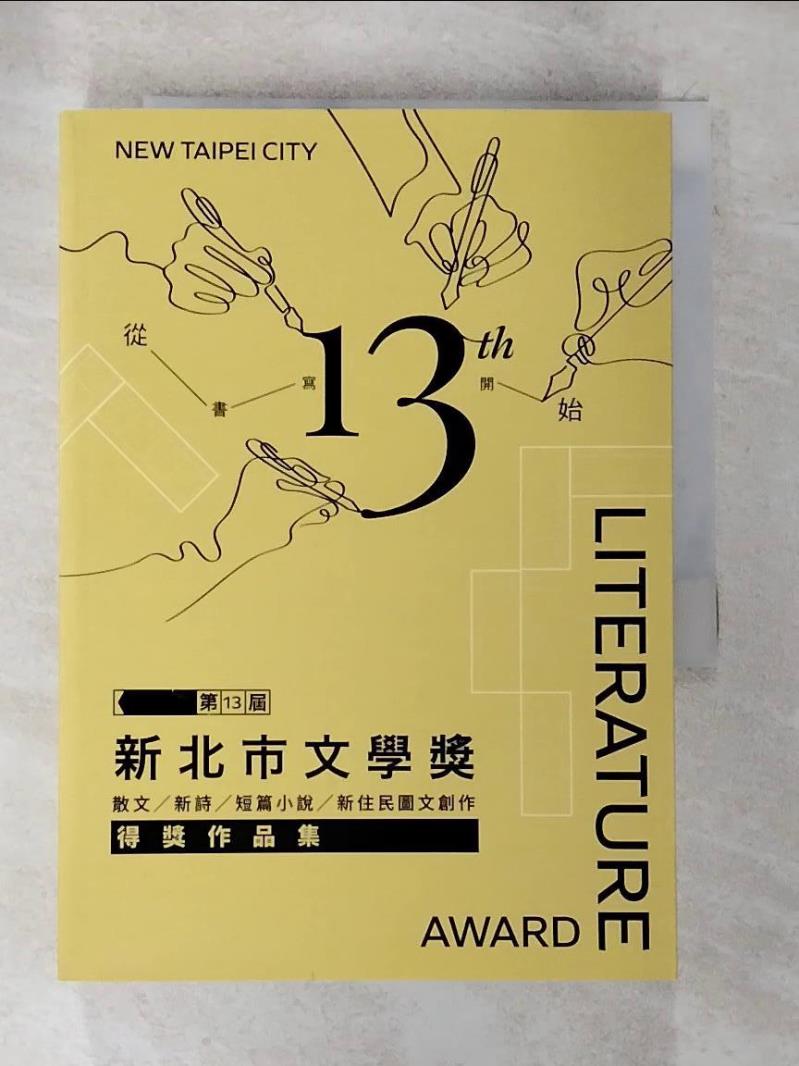 NEW TAIPEI CITY
13th
從書寫開始
LITERATURE
AWARD
第13屆
新北市文學獎
散文／新詩／短篇小說／新住民圖文創作
得獎作品集